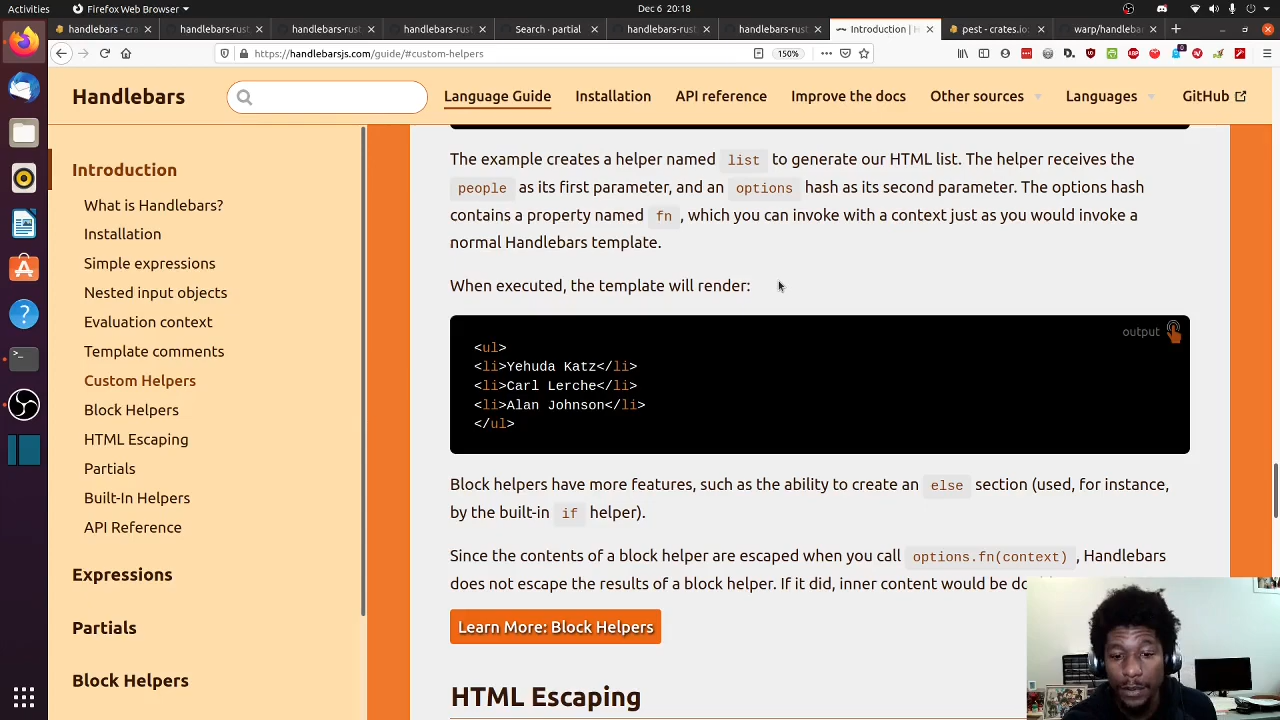 Activities
Firefox Web Browser
Dec 6 20:18
handlebars - cra
handlebars-rust
handlebars-rust
handlebars-rust
Search · partial
handlebars-rust
handlebars-rust
Introduction | H
pest - crates.io:
warp/handlebar
https://handlebarsjs.com/guide/#custom-helpers
150%
Handlebars
Language Guide
Installation
API reference
Improve the docs
Other sources
Languages
GitHub
Introduction
What is Handlebars?
Installation
Simple expressions
Nested input objects
Evaluation context
Template comments
Custom Helpers
Block Helpers
HTML Escaping
Partials
Built-In Helpers
API Reference
Expressions
Partials
Block Helpers
The example creates a helper named list to generate our HTML list. The helper receives the
people as its first parameter, and an options hash as its second parameter. The options hash
contains a property named fn , which you can invoke with a context just as you would invoke a
normal Handlebars template.
When executed, the template will render:
output
<ul>
<li>Yehuda Katz</li>
<li>Carl Lerche</li>
<li>Alan Johnson</li>
</ul>
Block helpers have more features, such as the ability to create an else section (used, for instance,
by the built-in if helper).
Since the contents of a block helper are escaped when you call options.fn(context) , Handlebars
does not escape the results of a block helper. If it did, inner content would be
Learn More: Block Helpers
HTML Escaping